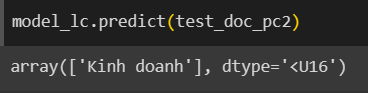 model_lc.predict(test_doc_pc2)
array(['Kinh doanh'], dtype='<U16')